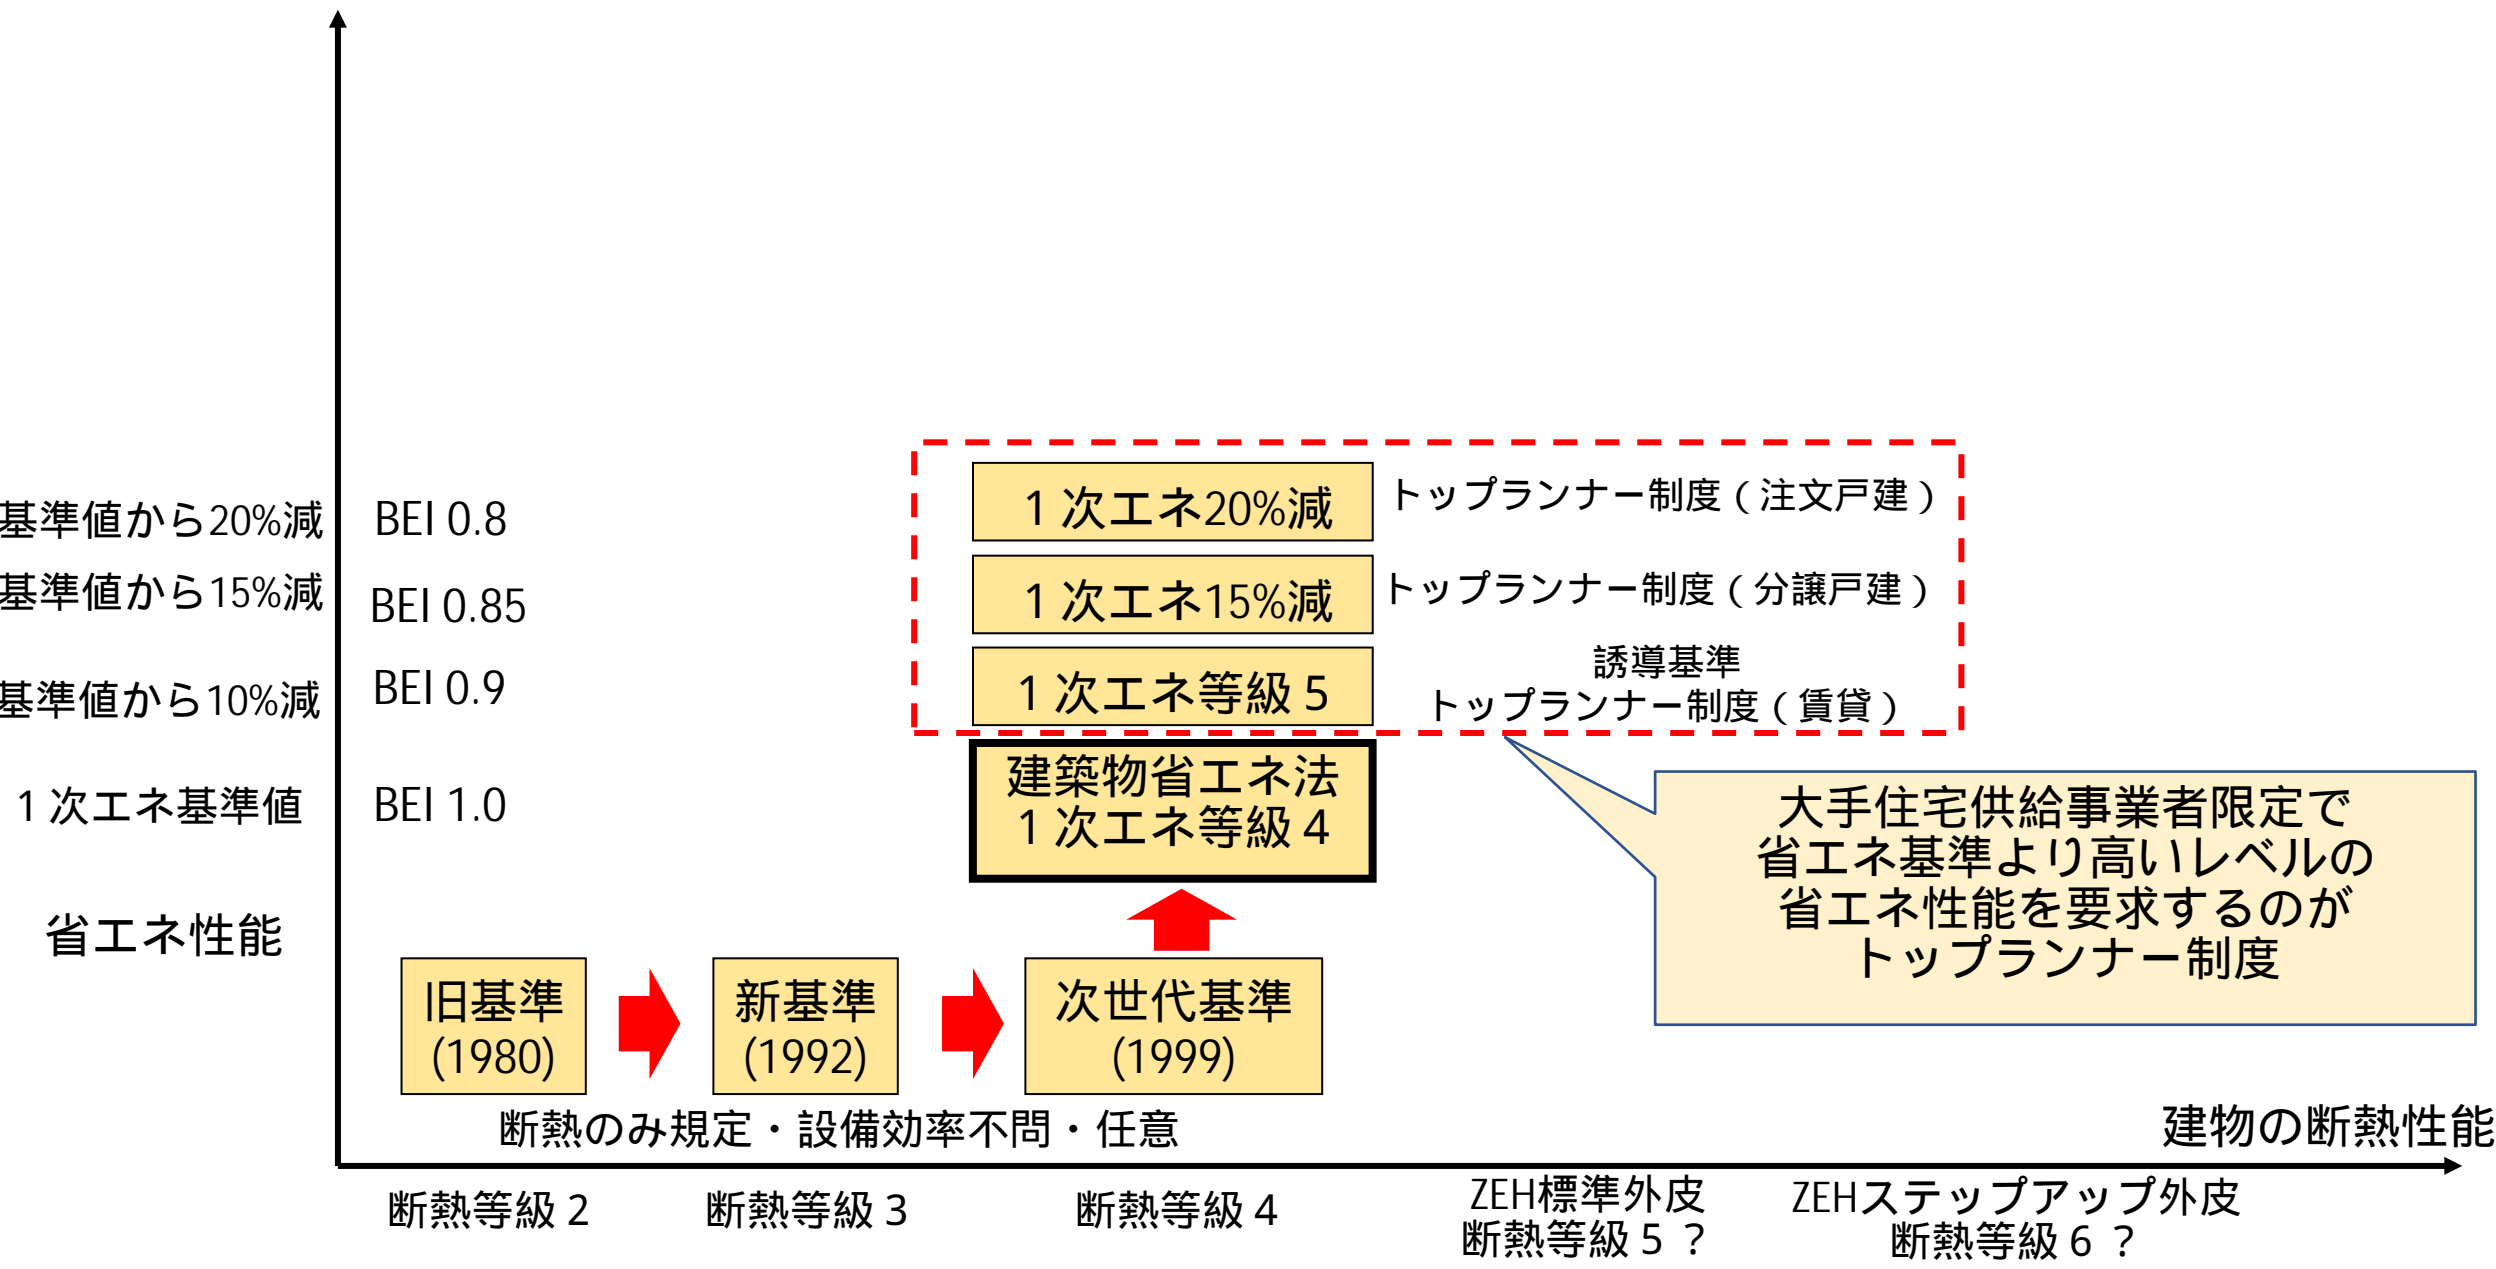 1次エネ20%減
トップランナー制度（注文戸建）
基準値から20%減
BEI 0.8
1次エネ15%減
トップランナー制度（分譲戸建）
基準値から15%減
BEI 0.85
誘導基準
トップランナー制度（賃貸）
1次エネ等級5
基準値から10%減
BEI 0.9
建築物省エネ法
1次エネ等級4
1次エネ基準値
BEI 1.0
大手住宅供給事業者限定で
省エネ基準より高いレベルの
省エネ性能を要求するのが
トップランナー制度
省エネ性能
旧基準
(1980)
新基準
(1992)
次世代基準
(1999)
断熱のみ規定・設備効率不問・任意
建物の断熱性能
断熱等級2
断熱等級3
断熱等級4
ZEH標準外皮
断熱等級5？
ZEHステップアップ外皮
断熱等級6？